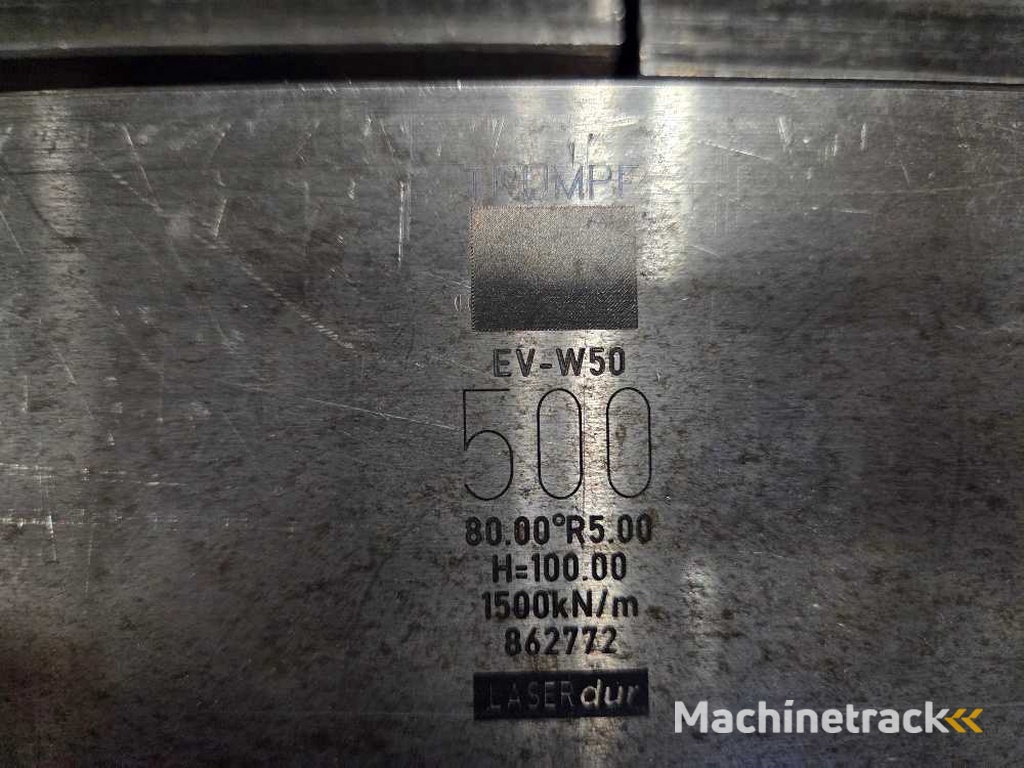 TRUMPF
EV-W50
500
80.00°R5.00
H=100.00
1500kN/m
862772
LASERdur
Machinetrack